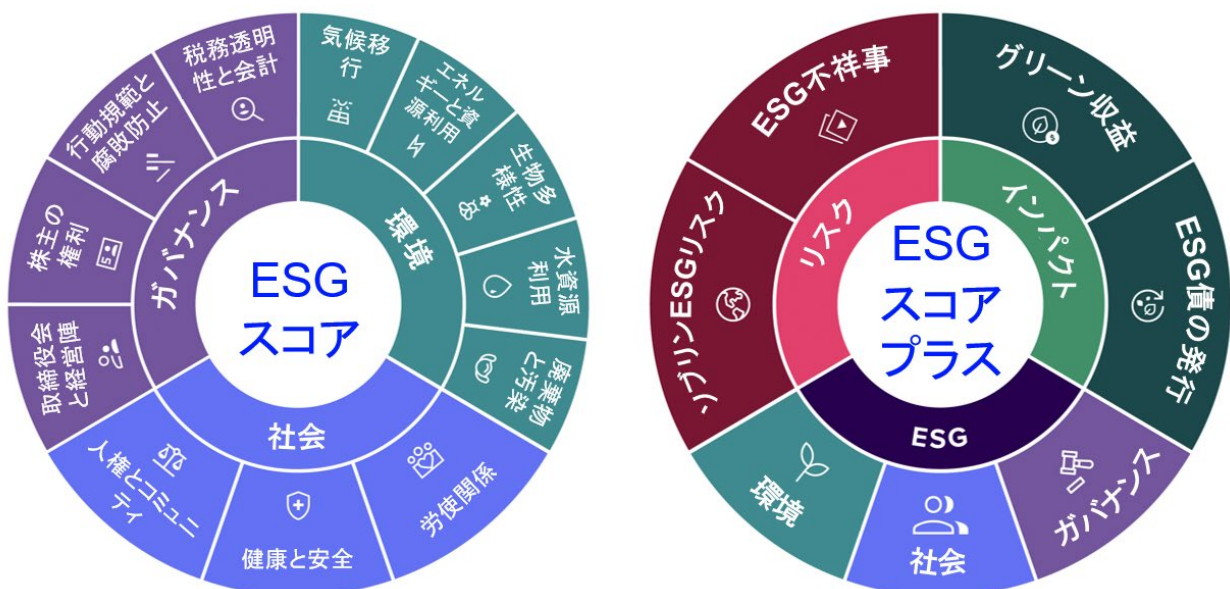 ESG
スコア
環境
気候移
行
エネル
ギーと資
源利用
生物多
様性
水資源
利用
廃棄物
と汚染
社会
労使関係
健康と安全
人権とコミュニ
ティ
ガバナンス
取締役会
と経営陣
株主の
権利
行動規範と
腐敗防止
税務透明
性と会計
ESG
スコア
プラス
インパクト
グリーン収益
ESG債の発行
ESG
ガバナンス
社会
環境
リスク
ソブリンESGリスク
ESG不祥事